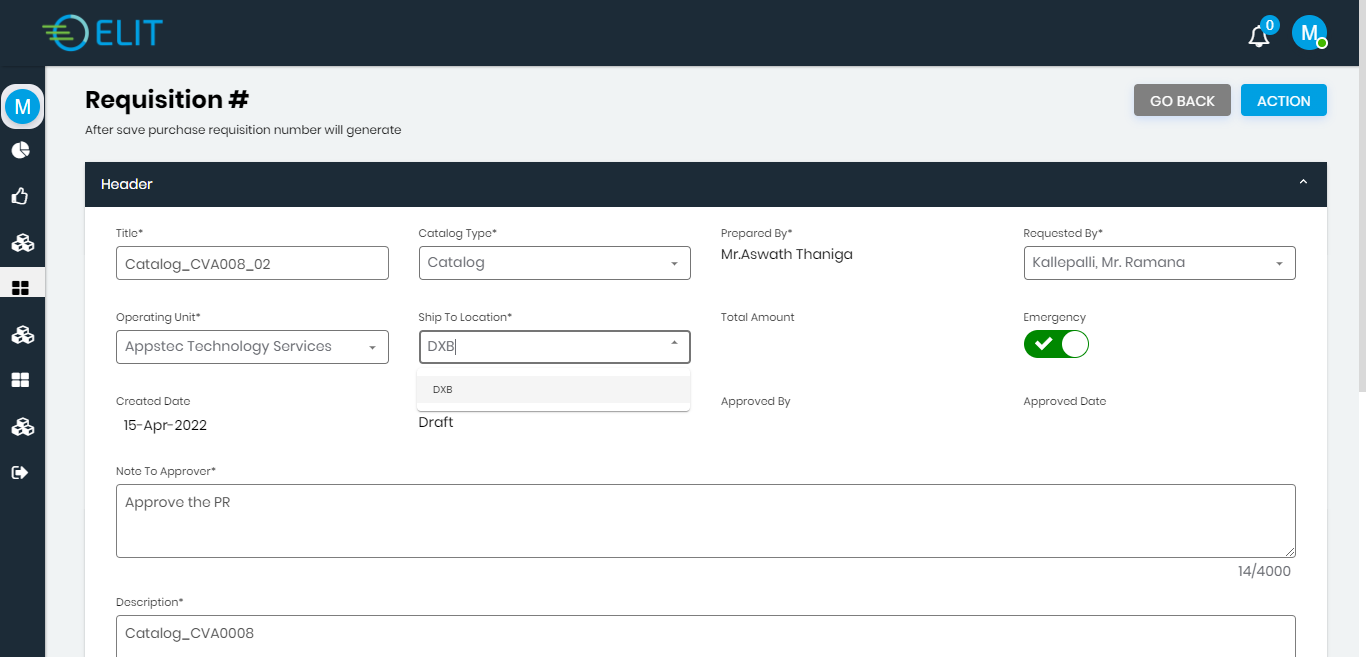 ELIT
0
M
M
Requisition #
After save purchase requisition number will generate
GO BACK
ACTION
Header
Title*
Catalog Type*
Prepared By*
Requested By*
Catalog_CVA008_02
Catalog
Mr.Aswath Thaniga
Kallepalli, Mr. Ramana
Operating Unit*
Ship To Location*
Total Amount
Emergency
Appstec Technology Services
DXB
DXB
Created Date
Approved By
Approved Date
15-Apr-2022
Draft
Note To Approver*
Approve the PR
14/4000
Description*
Catalog_CVA0008